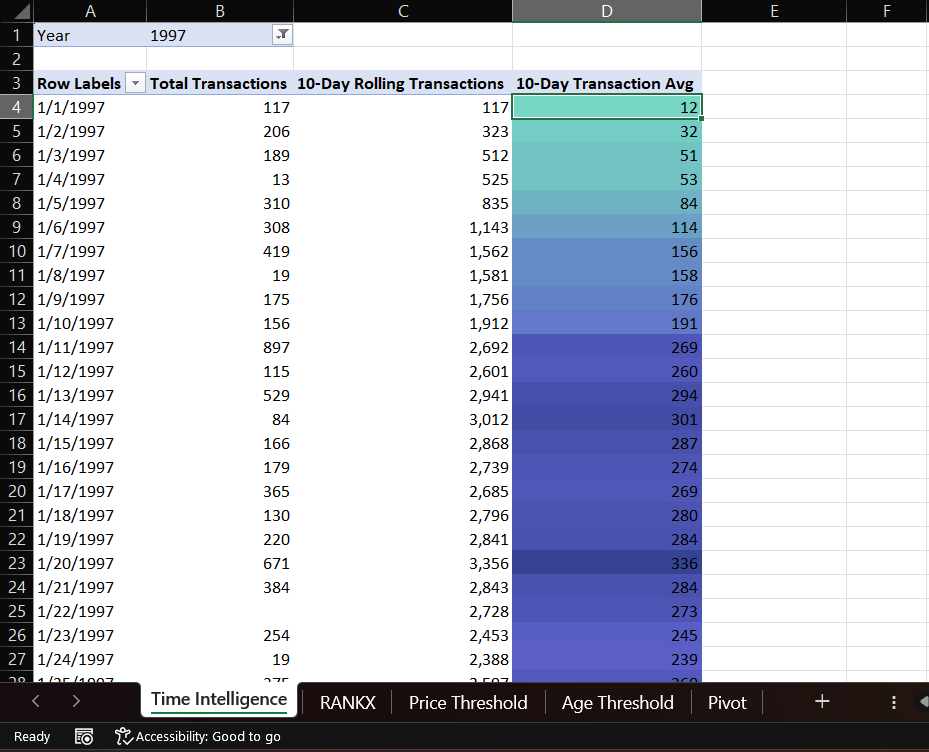 A B C D E F
1 Year 1997
2
3 Row Labels Total Transactions 10-Day Rolling Transactions 10-Day Transaction Avg
4 1/1/1997 117 117 12
5 1/2/1997 206 323 32
6 1/3/1997 189 512 51
7 1/4/1997 13 525 53
8 1/5/1997 310 835 84
9 1/6/1997 308 1,143 114
10 1/7/1997 419 1,562 156
11 1/8/1997 19 1,581 158
12 1/9/1997 175 1,756 176
13 1/10/1997 156 1,912 191
14 1/11/1997 897 2,692 269
15 1/12/1997 115 2,601 260
16 1/13/1997 529 2,941 294
17 1/14/1997 84 3,012 301
18 1/15/1997 166 2,868 287
19 1/16/1997 179 2,739 274
20 1/17/1997 365 2,685 269
21 1/18/1997 130 2,796 280
22 1/19/1997 220 2,841 284
23 1/20/1997 671 3,356 336
24 1/21/1997 384 2,843 284
25 1/22/1997 2,728 273
26 1/23/1997 254 2,453 245
27 1/24/1997 19 2,388 239
Time Intelligence RANKX Price Threshold Age Threshold Pivot
Ready Accessibility: Good to go